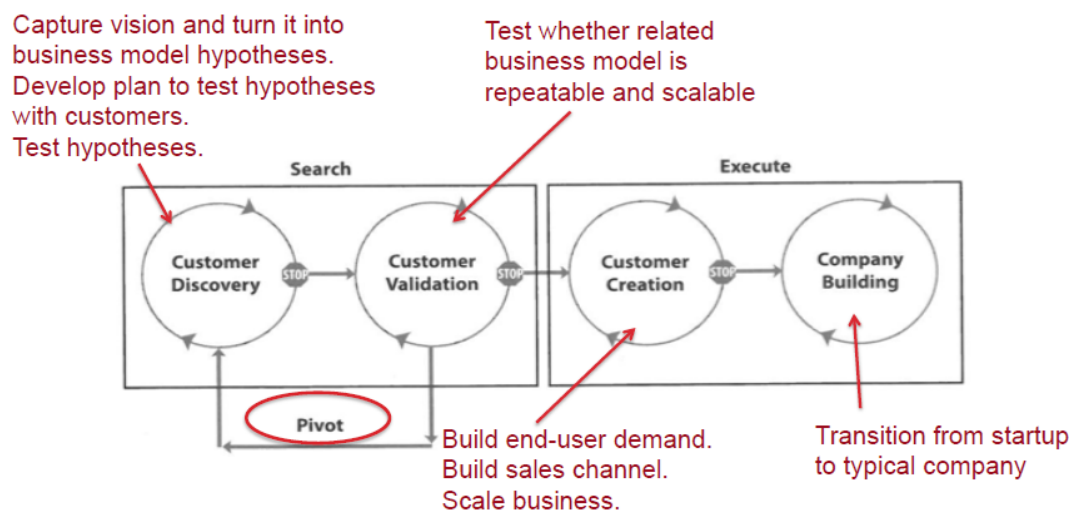 Capture vision and turn it into
business model hypotheses.
Develop plan to test hypotheses
with customers.
Test hypotheses.
Test whether related
business model is
repeatable and scalable
Search
Execute
Customer
Discovery
STOP
Customer
Validation
STOP
Customer
Creation
STOP
Company
Building
Pivot
Build end-user demand.
Build sales channel.
Scale business.
Transition from startup
to typical company